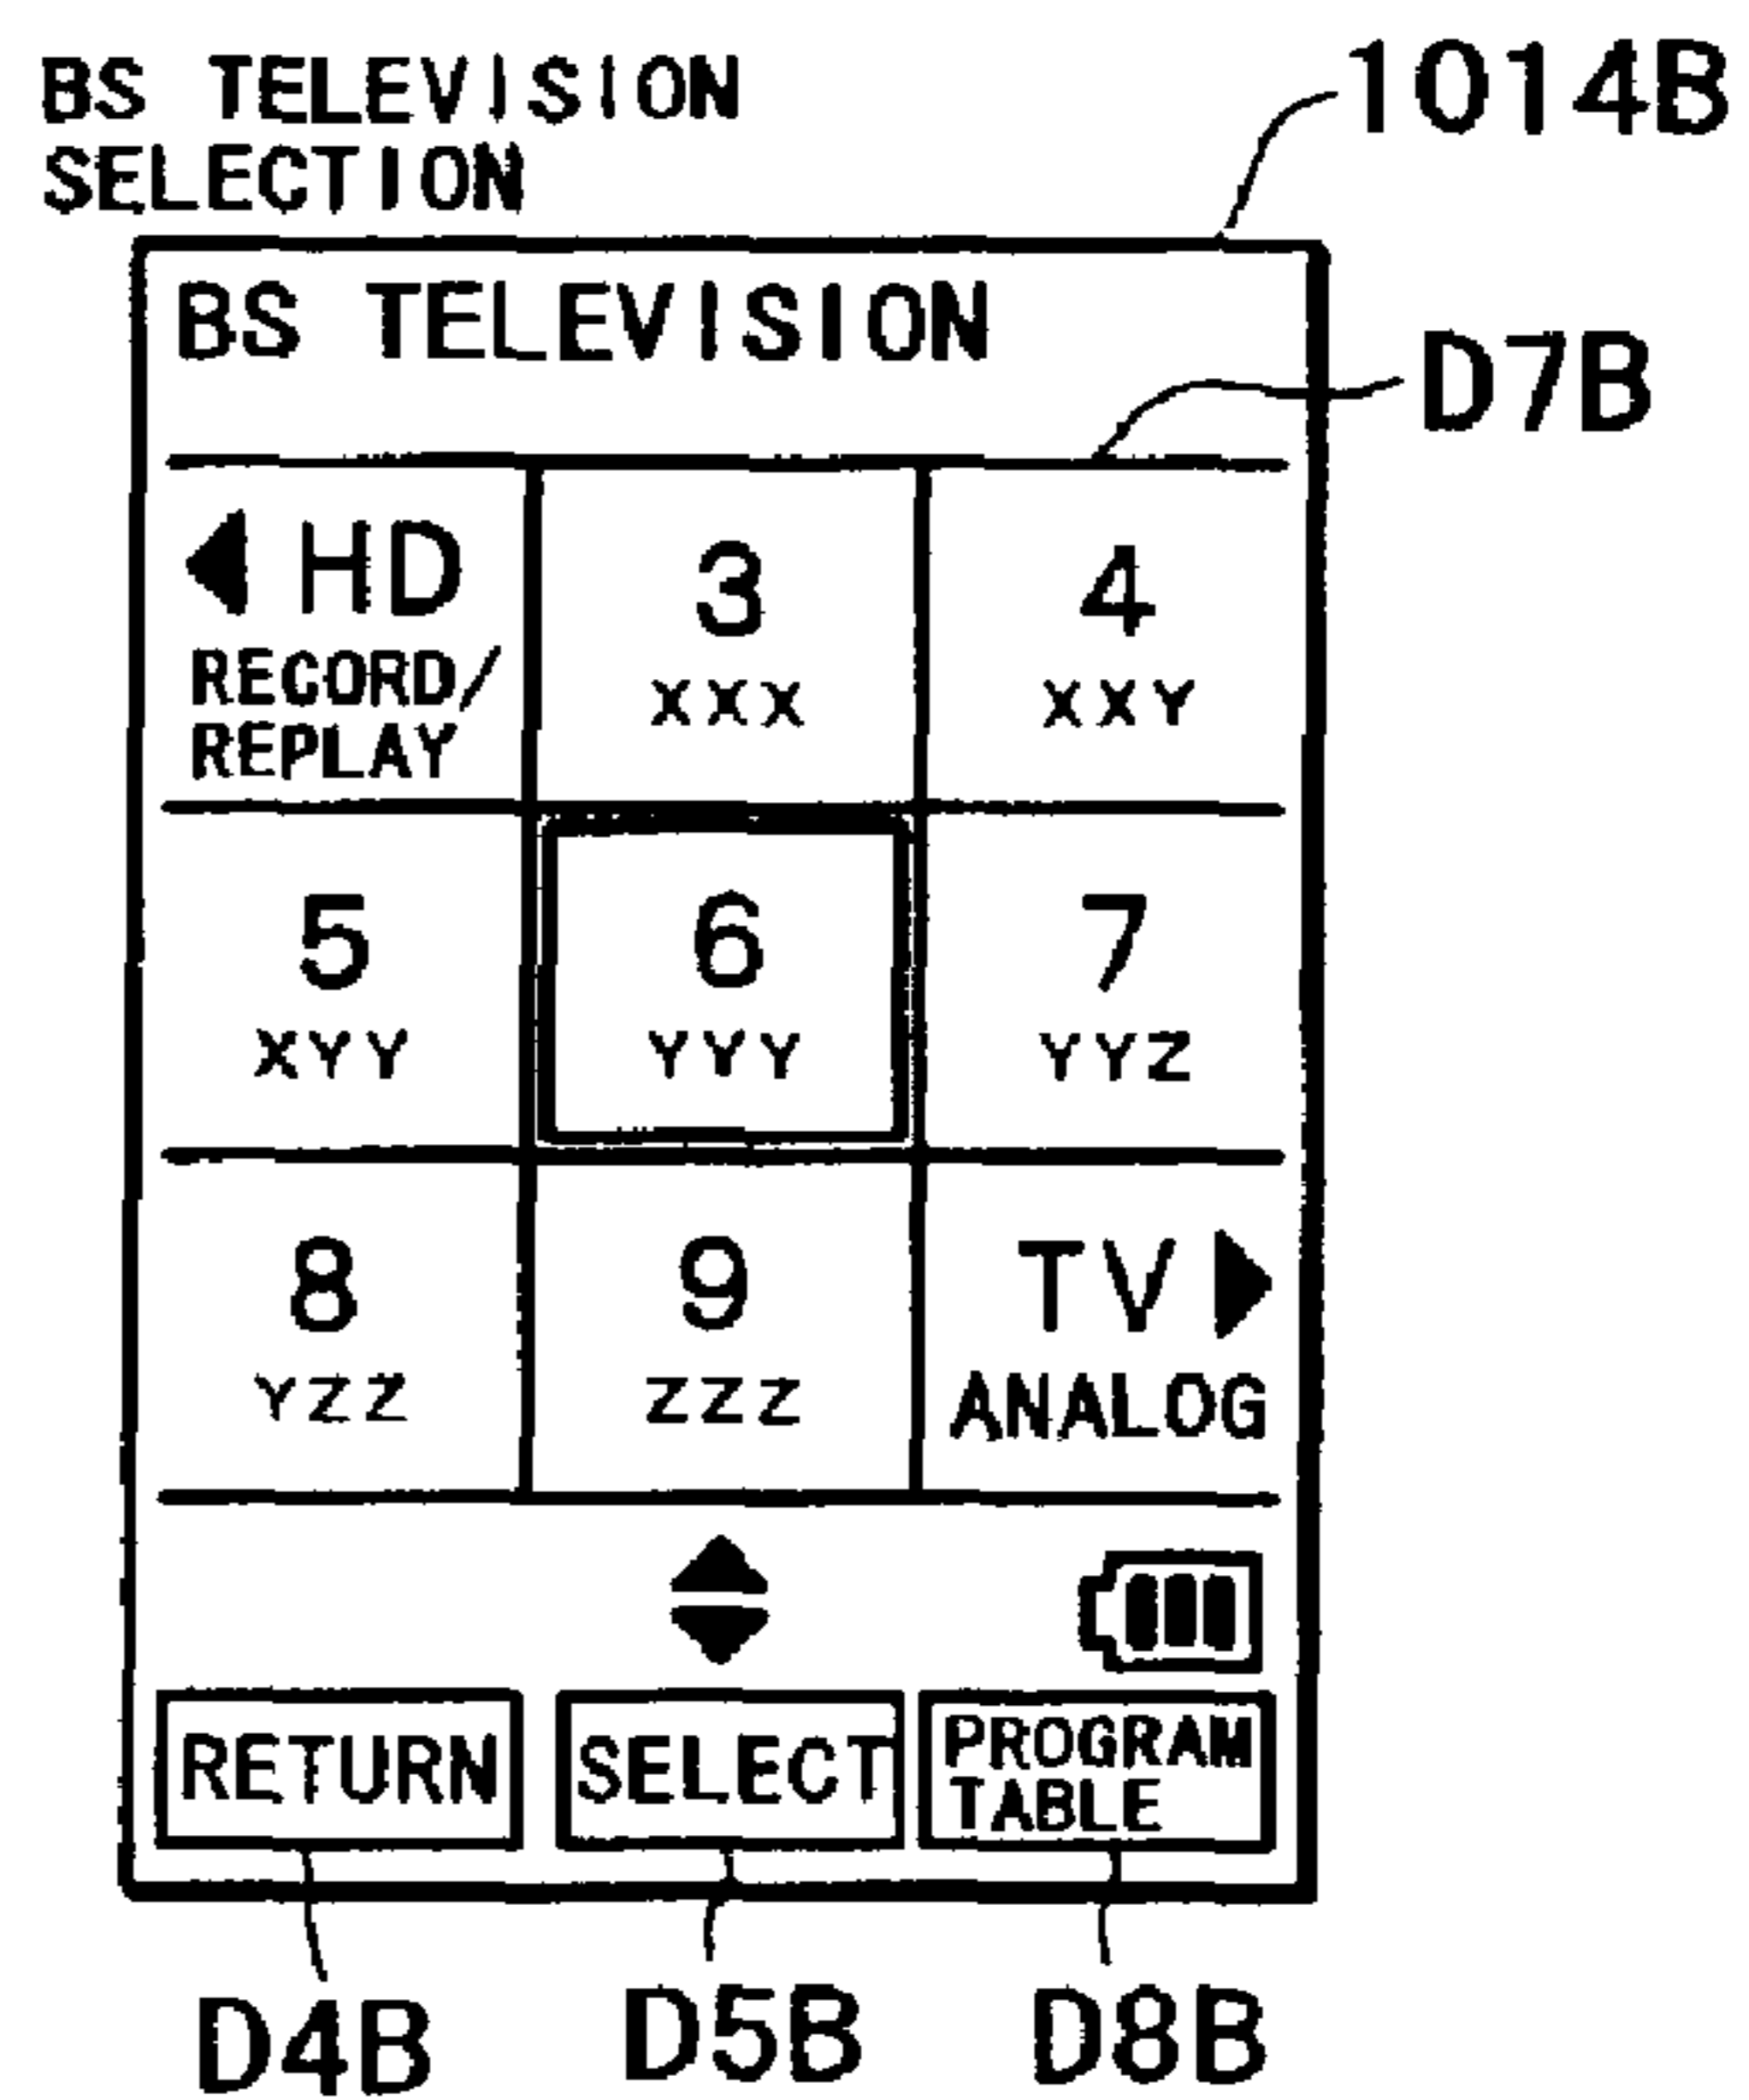 BS TELEVISION
SELECTION
1014B
BS TELEVISION
D7B
HD
RECORD/
REPLAY
3
XXX
4
XXY
5
XYY
6
YYY
7
YYZ
8
YZZ
9
ZZZ
TV
ANALOG
RETURN
SELECT
PROGRAM
TABLE
D4B
D5B
D8B